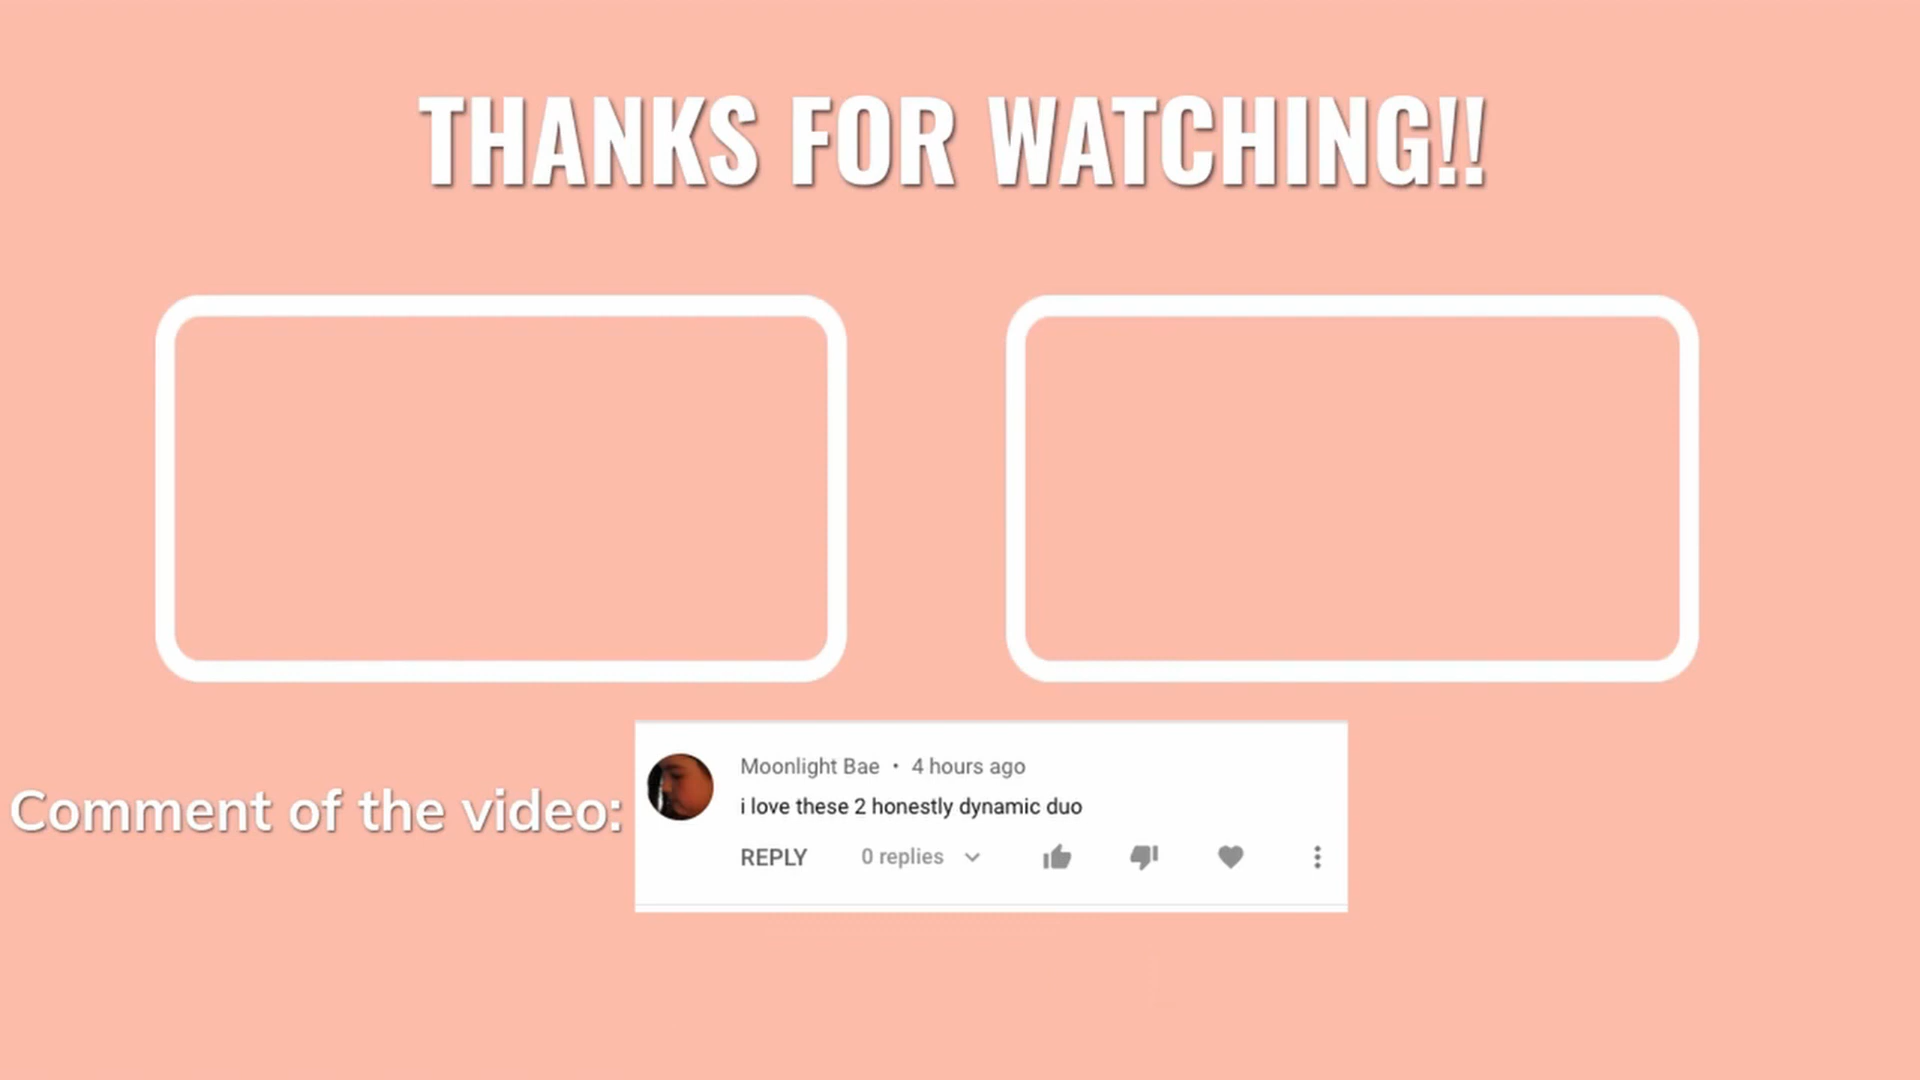 THANKS FOR WATCHING!!
Comment of the video:
Moonlight Bae • 4 hours ago
i love these 2 honestly dynamic duo
REPLY 0 replies